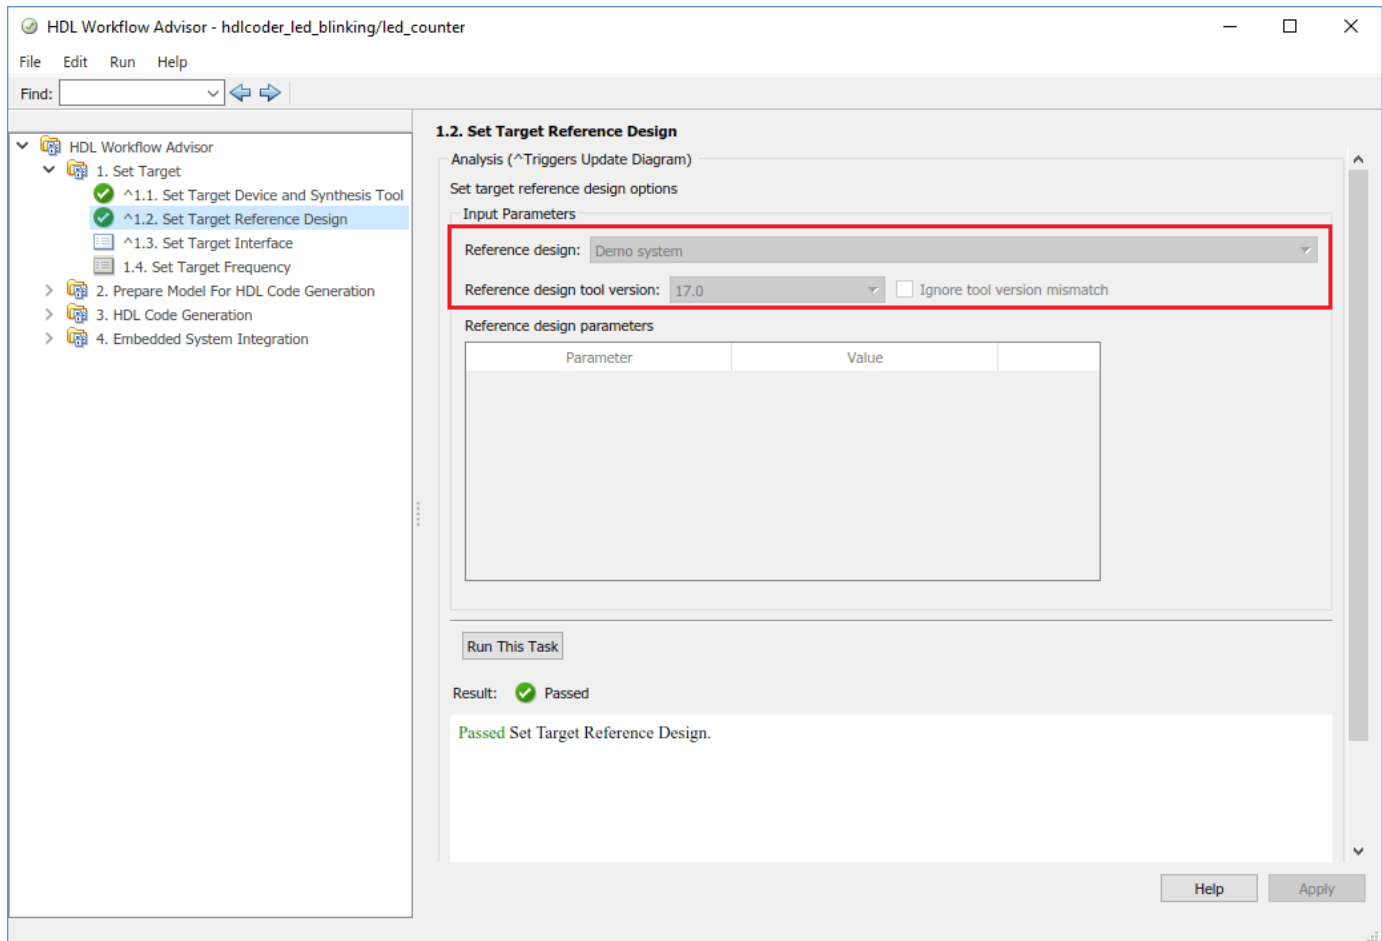 HDL Workflow Advisor - hdlcoder_led_blinking/led_counter
File Edit Run Help
Find:
HDL Workflow Advisor
1. Set Target
^1.1. Set Target Device and Synthesis Tool
^1.2. Set Target Reference Design
^1.3. Set Target Interface
1.4. Set Target Frequency
2. Prepare Model For HDL Code Generation
3. HDL Code Generation
4. Embedded System Integration
1.2. Set Target Reference Design
Analysis (^Triggers Update Diagram)
Set target reference design options
Input Parameters
Reference design: Demo system
Reference design tool version: 17.0 Ignore tool version mismatch
Reference design parameters
Parameter Value
Run This Task
Result: Passed
Passed Set Target Reference Design.
Help Apply